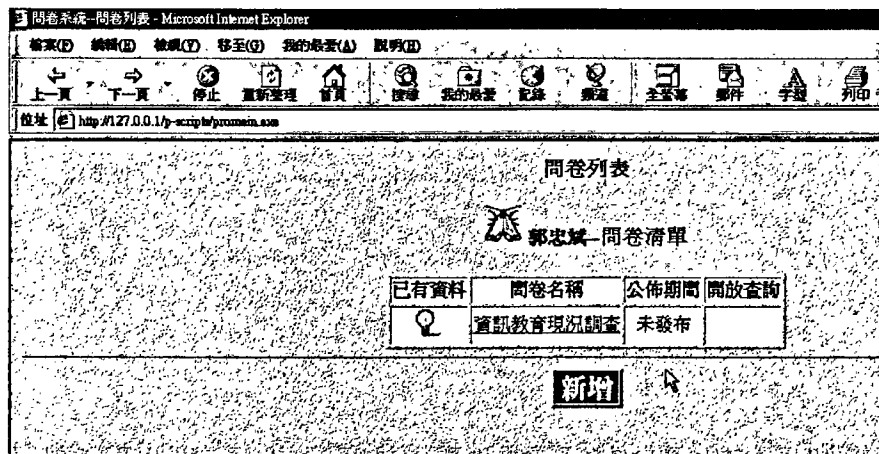 問卷系統--問卷列表 - Microsoft Internet Explorer
檔案(F) 編輯(E) 檢視(V) 移至(G) 我的最愛(A) 說明(H)
上一頁 下一頁 停止 重新整理 首頁 搜尋 我的最愛 記錄 頻道 全螢幕 郵件 字型 列印
位址 http://127.0.0.1/p-scripts/promain.exe
問卷列表
郭忠斌--問卷清單
已有資料 問卷名稱 公佈期間 開放查詢
資訊教育現況調查 未發布
新增